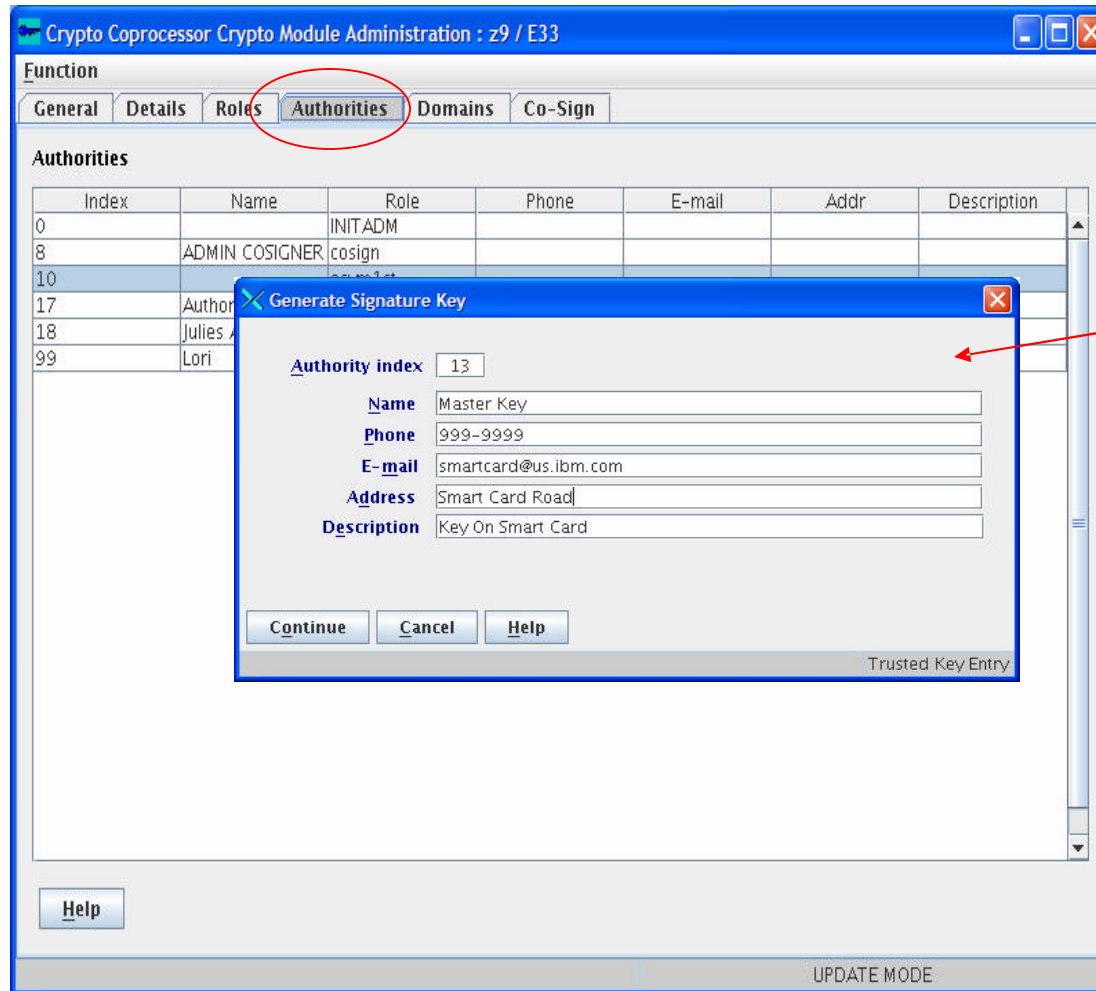 Crypto Coprocessor Crypto Module Administration : z9 / E33
Function
General Details Roles Authorities Domains Co-Sign
Authorities
Index Name Role Phone E-mail Addr Description
0 INITADM
8 ADMIN COSIGNER cosign
10
17 Author
18 Julies
99 Lori
Generate Signature Key
Authority index 13
Name Master Key
Phone 999-9999
E-mail smartcard@us.ibm.com
Address Smart Card Road
Description Key On Smart Card
Continue Cancel Help
Trusted Key Entry
Help
UPDATE MODE